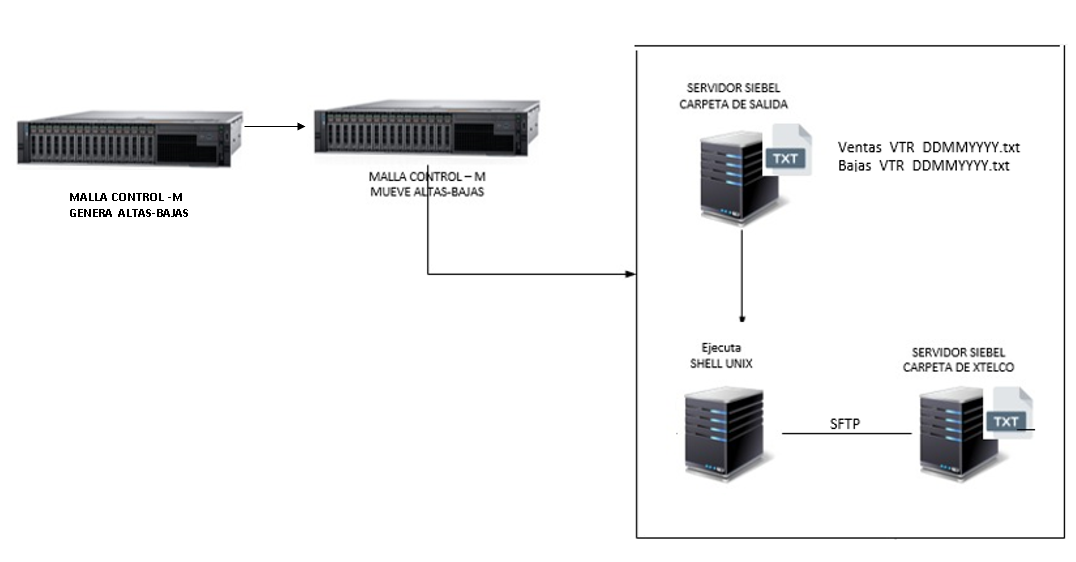 MALLA CONTROL -M
GENERA ALTAS-BAJAS
MALLA CONTROL – M
MUEVE ALTAS-BAJAS
SERVIDOR SIEBEL
CARPETA DE SALIDA
TXT
Ventas VTR DDMMYYYY.txt
Bajas VTR DDMMYYYY.txt
Ejecuta
SHELL UNIX
SFTP
SERVIDOR SIEBEL
CARPETA DE XTELCO
TXT